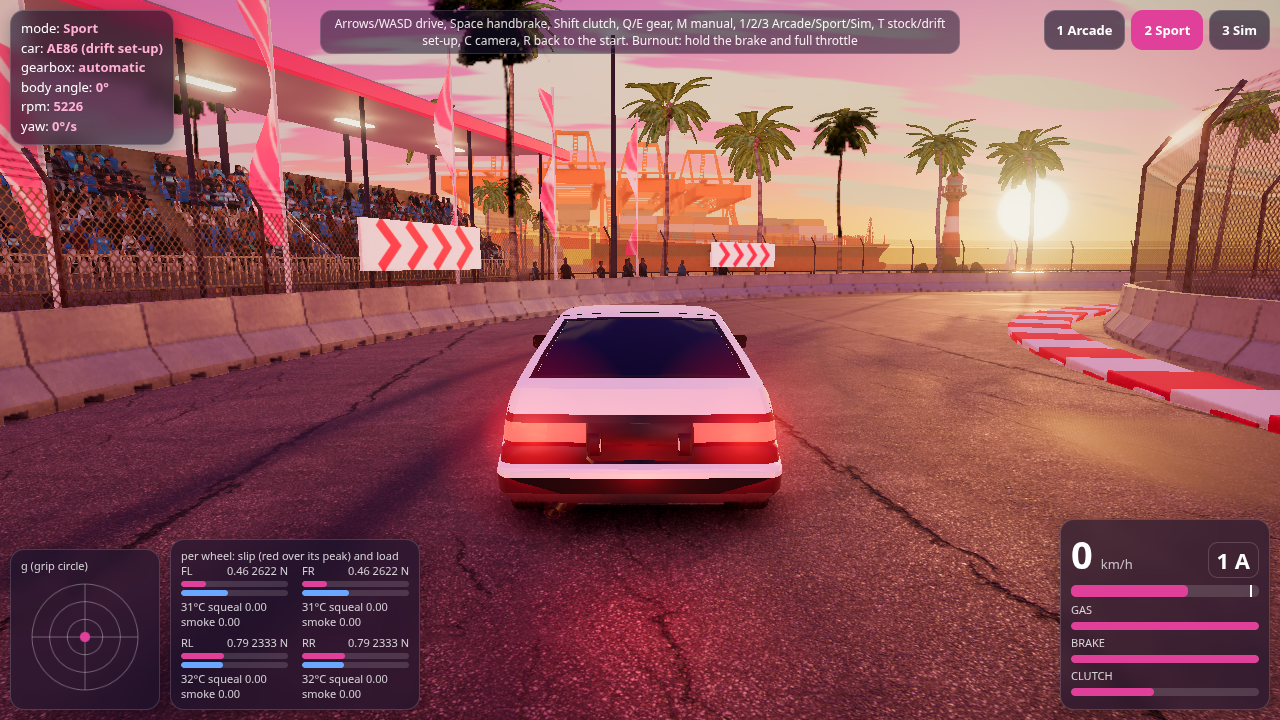 mode: Sport
car: AE86 (drift set-up)
gearbox: automatic
body angle: 0°
rpm: 5226
yaw: 0°/s
Arrows/WASD drive, Space handbrake, Shift clutch, Q/E gear, M manual, 1/2/3 Arcade/Sport/Sim, T stock/drift
set-up, C camera, R back to the start. Burnout: hold the brake and full throttle
1 Arcade
2 Sport
3 Sim
g (grip circle)
per wheel: slip (red over its peak) and load
FL 0.46 2622 N
31°C squeal 0.00
smoke 0.00
FR 0.46 2622 N
31°C squeal 0.00
smoke 0.00
RL 0.79 2333 N
32°C squeal 0.00
smoke 0.00
RR 0.79 2333 N
32°C squeal 0.00
smoke 0.00
0 km/h
1 A
GAS
BRAKE
CLUTCH